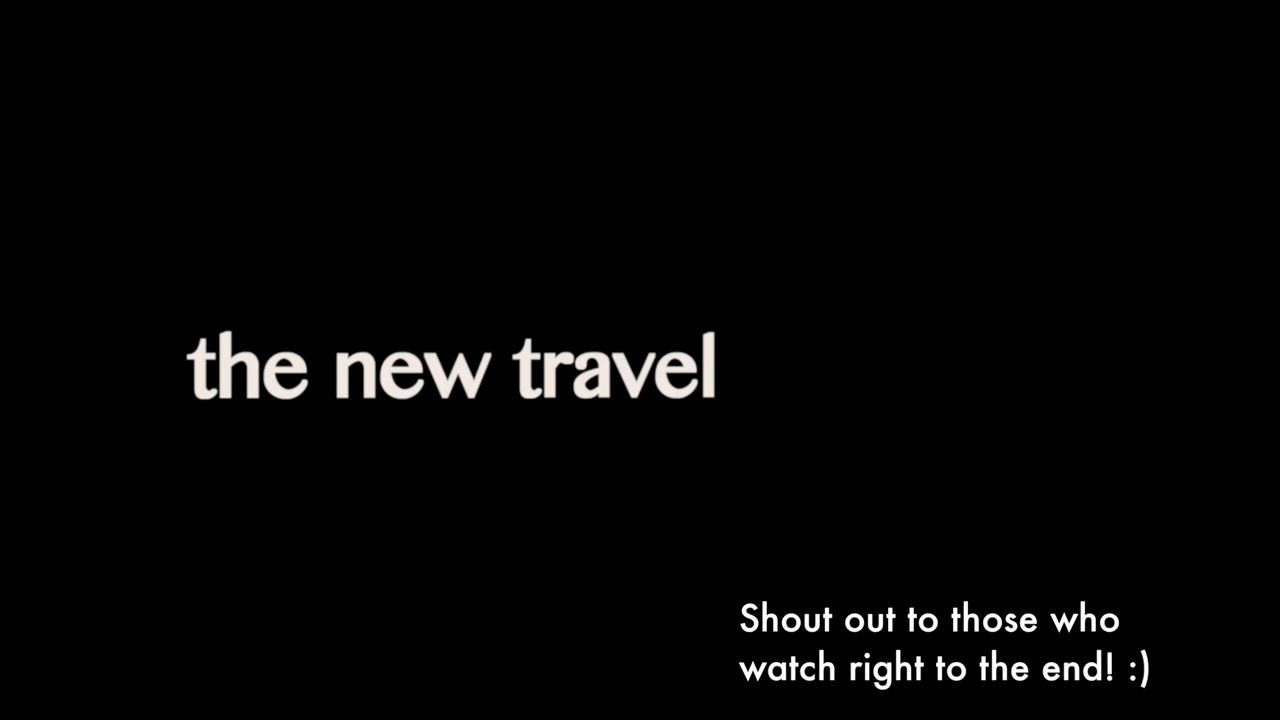 the new travel
Shout out to those who
watch right to the end! :)